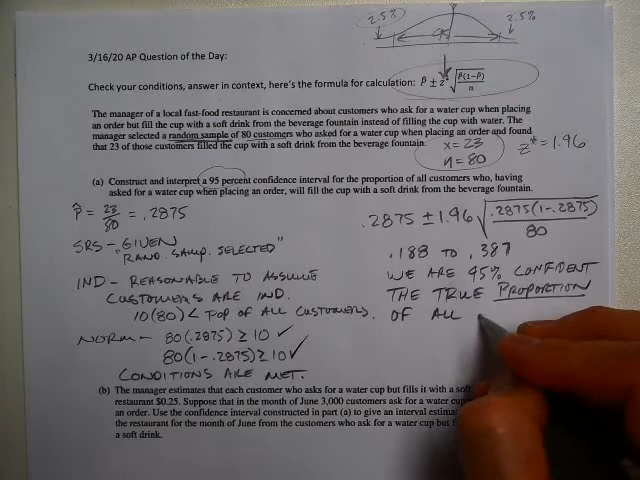 2.5% 95 2.5%
3/16/20 AP Question of the Day:
Check your conditions, answer in context, here's the formula for calculation: p̂ ± z* √(p̂(1−p̂)/n)
The manager of a local fast-food restaurant is concerned about customers who ask for a water cup when placing
an order but fill the cup with a soft drink from the beverage fountain instead of filling the cup with water. The
manager selected a random sample of 80 customers who asked for a water cup when placing an order and found
that 23 of those customers filled the cup with a soft drink from the beverage fountain.
x = 23
n = 80
z* = 1.96
(a) Construct and interpret a 95 percent confidence interval for the proportion of all customers who, having
asked for a water cup when placing an order, will fill the cup with a soft drink from the beverage fountain.
p̂ = 23/80 = .2875
SRS - GIVEN
"RAND. SAMP. SELECTED"
IND - REASONABLE TO ASSUME
CUSTOMERS ARE IND.
10(80) < POP OF ALL CUSTOMERS.
NORM - 80(.2875) ≥ 10 ✓
80(1-.2875) ≥ 10 ✓
CONDITIONS ARE MET.
.2875 ± 1.96 √(.2875(1-.2875)/80)
.188 TO .387
WE ARE 95% CONFIDENT
THE TRUE PROPORTION
OF ALL
(b) The manager estimates that each customer who asks for a water cup but fills it with a soft
restaurant $0.25. Suppose that in the month of June 3,000 customers ask for a water cup
an order. Use the confidence interval constructed in part (a) to give an interval
the restaurant for the month of June from the customers who ask for a water cup but
a soft drink.